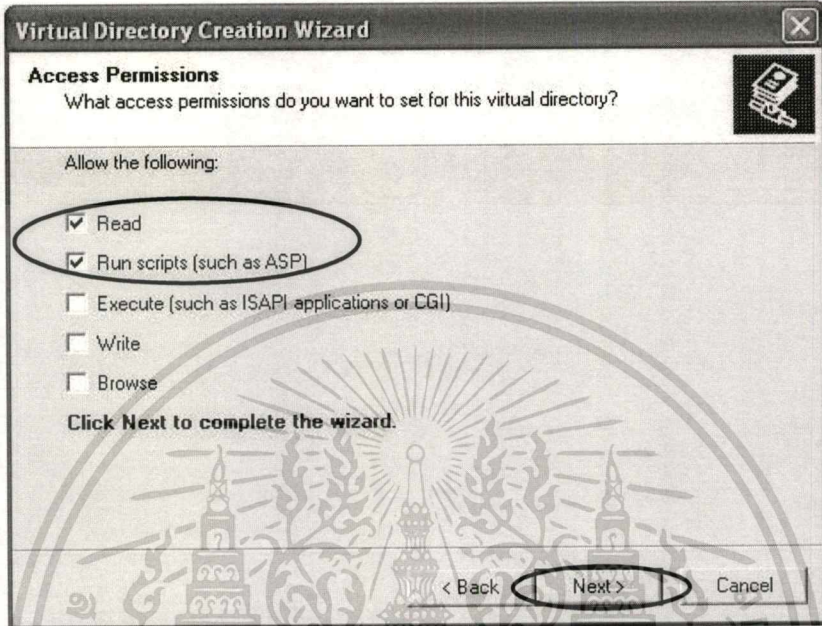 Virtual Directory Creation Wizard
Access Permissions
What access permissions do you want to set for this virtual directory?
Allow the following:
Read
Run scripts (such as ASP)
Execute (such as ISAPI applications or CGI)
Write
Browse
Click Next to complete the wizard.
< Back Next > Cancel